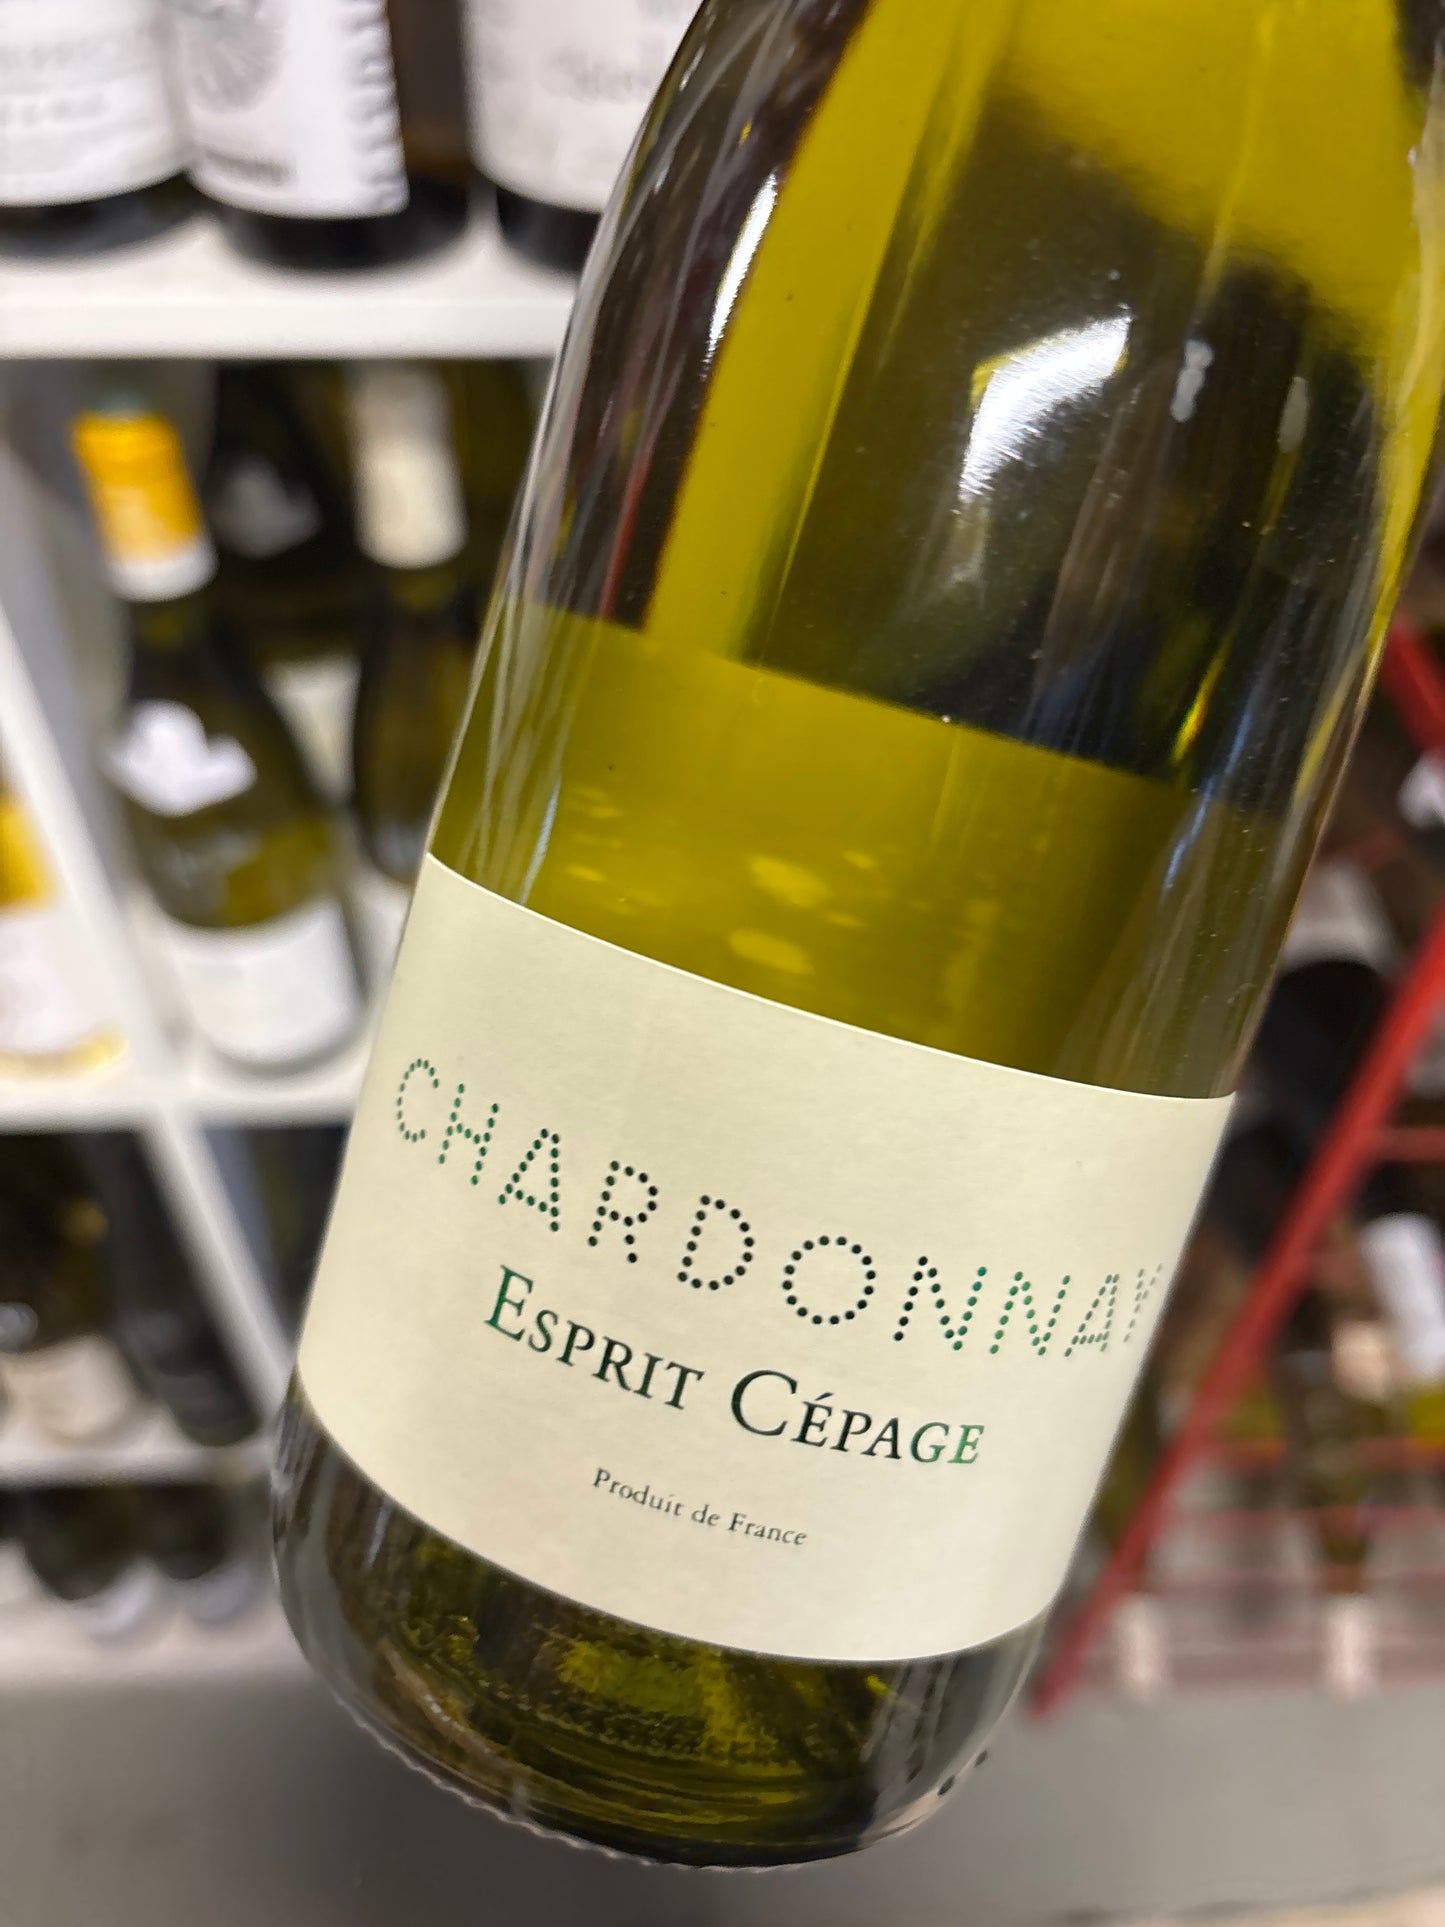 CHARDONNAY
ESPRIT CÉPAGE
Produit de France